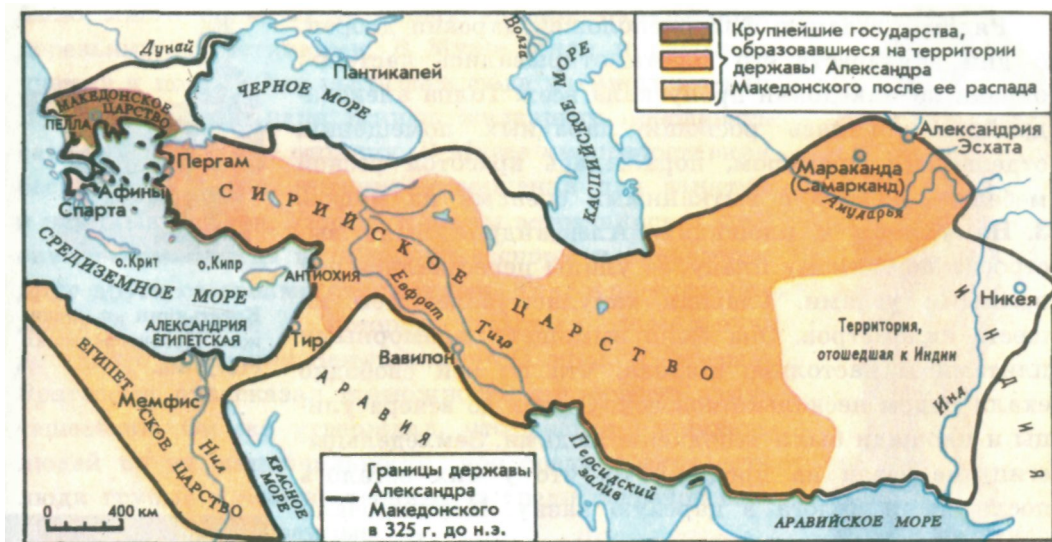 Крупнейшие государства,
образовавшиеся на территории
державы Александра
Македонского после ее распада
Волга
Дунай
Пантикапей
ЧЕРНОЕ МОРЕ
КАСПИЙСКОЕ МОРЕ
МАКЕДОНСКОЕ
ЦАРСТВО
ПЕЛЛА
Пергам
Афины
Спарта
СИРИЙСКОЕ ЦАРСТВО
Александрия
Эсхата
Мараканда
(Самарканд)
Амударья
СРЕДИЗЕМНОЕ МОРЕ
о.Крит
о.Кипр
АНТИОХИЯ
Евфрат
Тигр
Никея
АЛЕКСАНДРИЯ
ЕГИПЕТСКАЯ
Тир
Вавилон
Территория,
отошедшая к Индии
Инд
ИНДИЯ
ЕГИПЕТСКОЕ ЦАРСТВО
Мемфис
Нил
АРАВИЯ
КРАСНОЕ
МОРЕ
Персидский
залив
АРАВИЙСКОЕ МОРЕ
0 400 км
Границы державы
Александра
Македонского
в 325 г. до н.э.